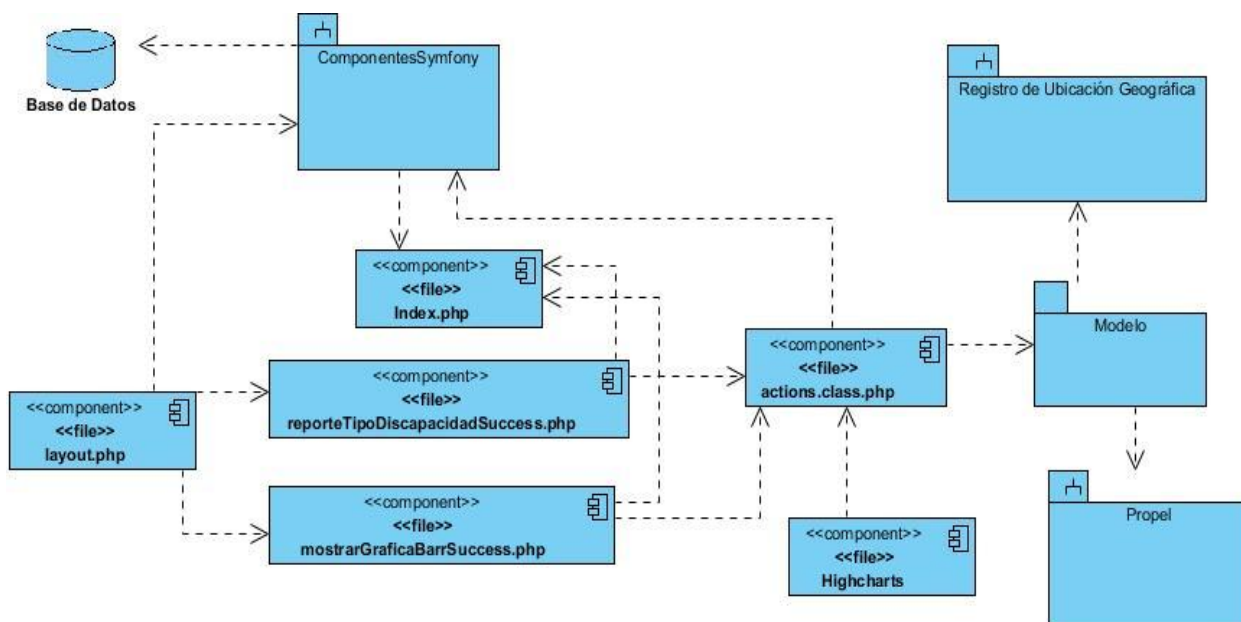 ComponentesSymfony
Base de Datos
Registro de Ubicación Geográfica
<<component>>
<<file>>
Index.php
<<component>>
<<file>>
reporteTipoDiscapacidadSuccess.php
<<component>>
<<file>>
actions.class.php
Modelo
<<component>>
<<file>>
layout.php
<<component>>
<<file>>
mostrarGraficaBarrSuccess.php
<<component>>
<<file>>
Highcharts
Propel